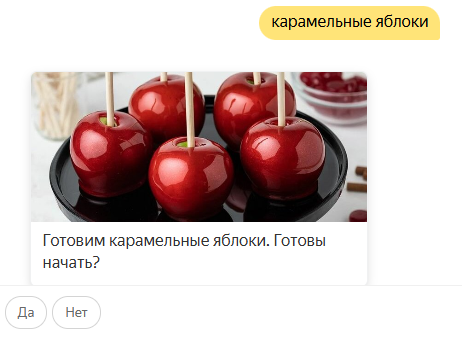 карамельные яблоки
Готовим карамельные яблоки. Готовы
начать?
Да
Нет